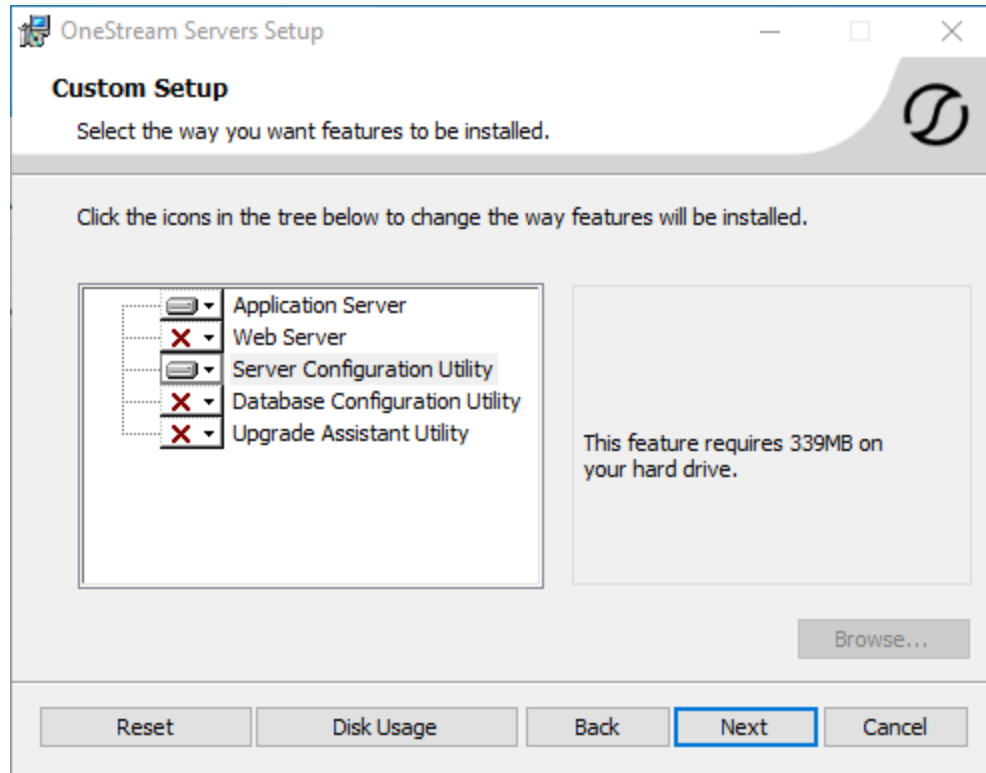 OneStream Servers Setup
Custom Setup
Select the way you want features to be installed.
Click the icons in the tree below to change the way features will be installed.
Application Server
Web Server
Server Configuration Utility
Database Configuration Utility
Upgrade Assistant Utility
This feature requires 339MB on
your hard drive.
Browse...
Reset
Disk Usage
Back
Next
Cancel